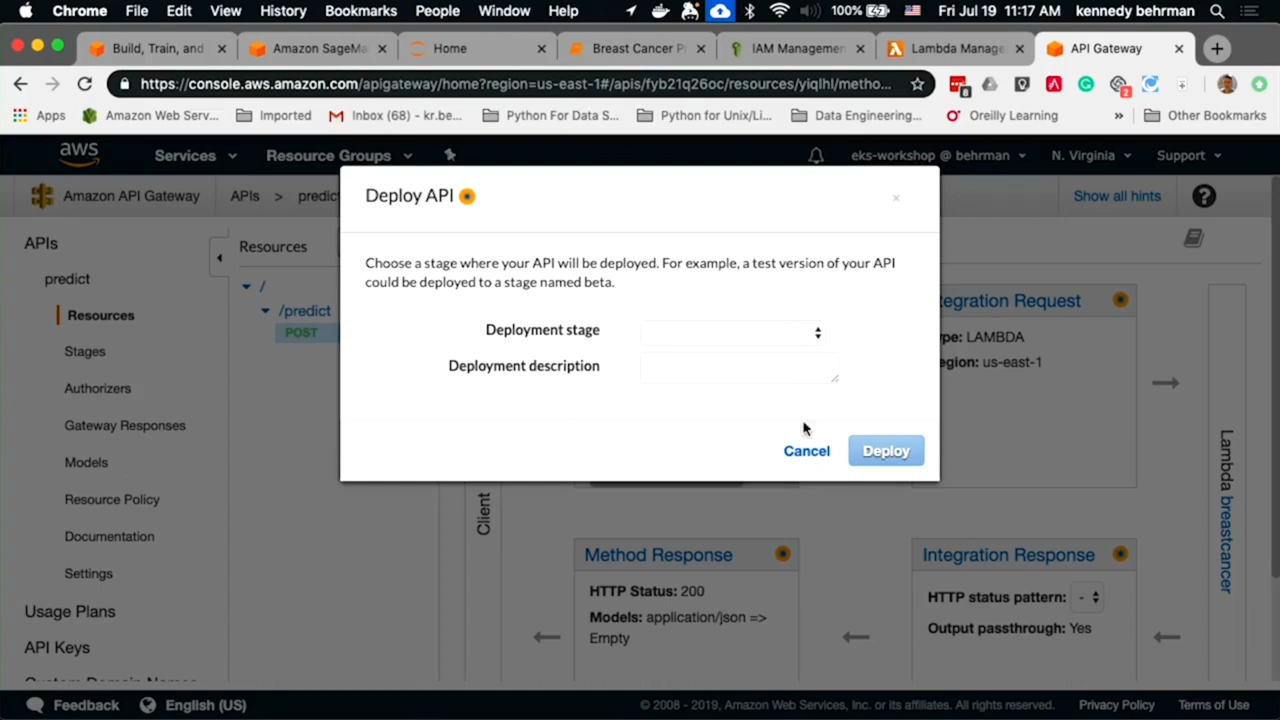 Chrome File Edit View History Bookmarks People Window Help 100% Fri Jul 19 11:17 AM kennedy behrman
Build, Train, and Amazon SageMa Home Breast Cancer P IAM Managemen Lambda Manage API Gateway
https://console.aws.amazon.com/apigateway/home?region=us-east-1#/apis/fyb21q26oc/resources/yiqlhl/metho...
8 2
Apps Amazon Web Serv... Imported Inbox (68) - kr.be... Python For Data S... Python for Unix/Li... Data Engineering... Oreilly Learning » Other Bookmarks
aws Services Resource Groups eks-workshop @ behrman N. Virginia Support
Amazon API Gateway APIs > predic Show all hints ?
Deploy API
Choose a stage where your API will be deployed. For example, a test version of your API
could be deployed to a stage named beta.
Deployment stage
Deployment description
Cancel Deploy
APIs
predict
Resources
Stages
Authorizers
Gateway Responses
Models
Resource Policy
Documentation
Settings
Usage Plans
API Keys
Custom Domain Names
Resources
/
/predict
POST
Client
egration Request
pe: LAMBDA
egion: us-east-1
Lambda breastcancer
Method Response
HTTP Status: 200
Models: application/json =>
Empty
Integration Response
HTTP status pattern: -
Output passthrough: Yes
Feedback English (US) © 2008 - 2019, Amazon Web Services, Inc. or its affiliates. All rights reserved. Privacy Policy Terms of Use